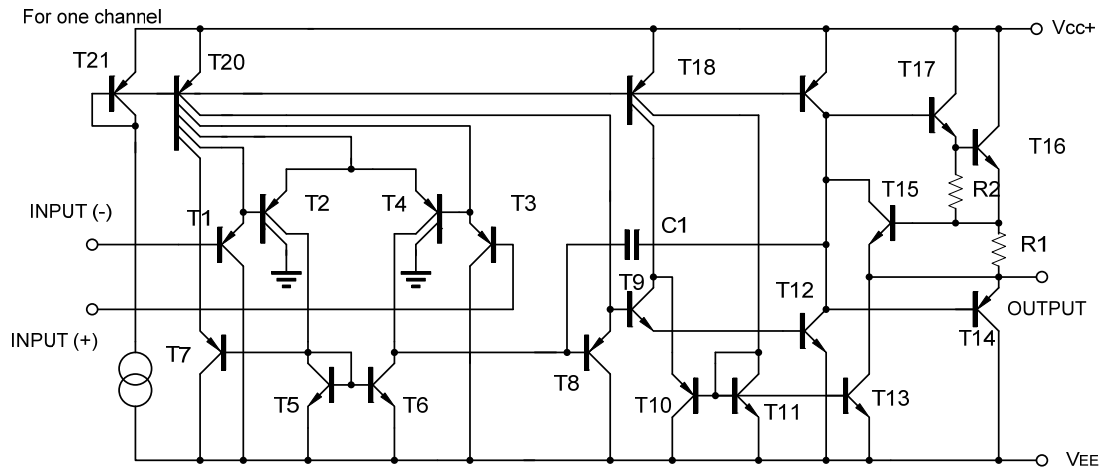 For one channel
Vcc+
T21
T20
T18
T17
T16
T15
R2
INPUT (-)
T1
T2
T4
T3
C1
R1
T9
T12
OUTPUT
INPUT (+)
T14
T7
T8
T5
T6
T10
T11
T13
VEE